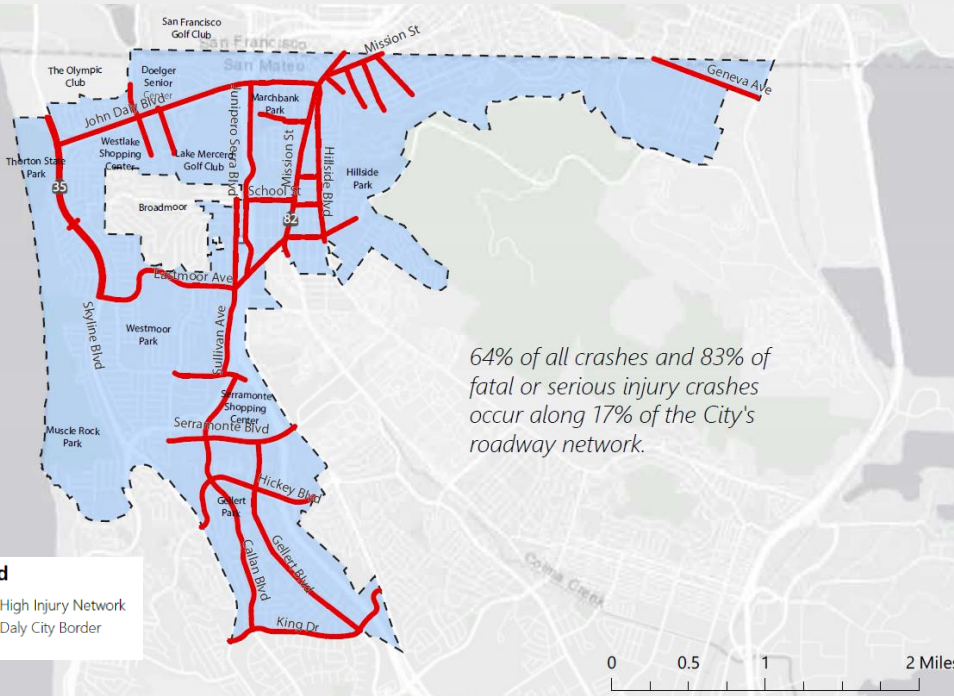 San Francisco
Golf Club
San Francisco
San Mateo
Mission St
The Olympic
Club
Doelger
Senior
Center
Geneva Ave
John Daly Blvd
Junipero Serra Blvd
Marchbank
Park
Westlake
Shopping
Center
Lake Merced
Golf Club
Mission St
Hillside Blvd
Thorton State
Park
35
Hillside
Park
School St
Broadmoor
82
Eastmoor Ave
Skyline Blvd
Westmoor
Park
Sullivan Ave
64% of all crashes and 83% of
fatal or serious injury crashes
occur along 17% of the City's
roadway network.
Serramonte
Shopping
Center
Serramonte Blvd
Muscle Rock
Park
Hickey Blvd
Gellert
Park
Callan Blvd
Gellert Blvd
Colma Creek
d
High Injury Network
Daly City Border
King Dr
0 0.5 1 2 Miles